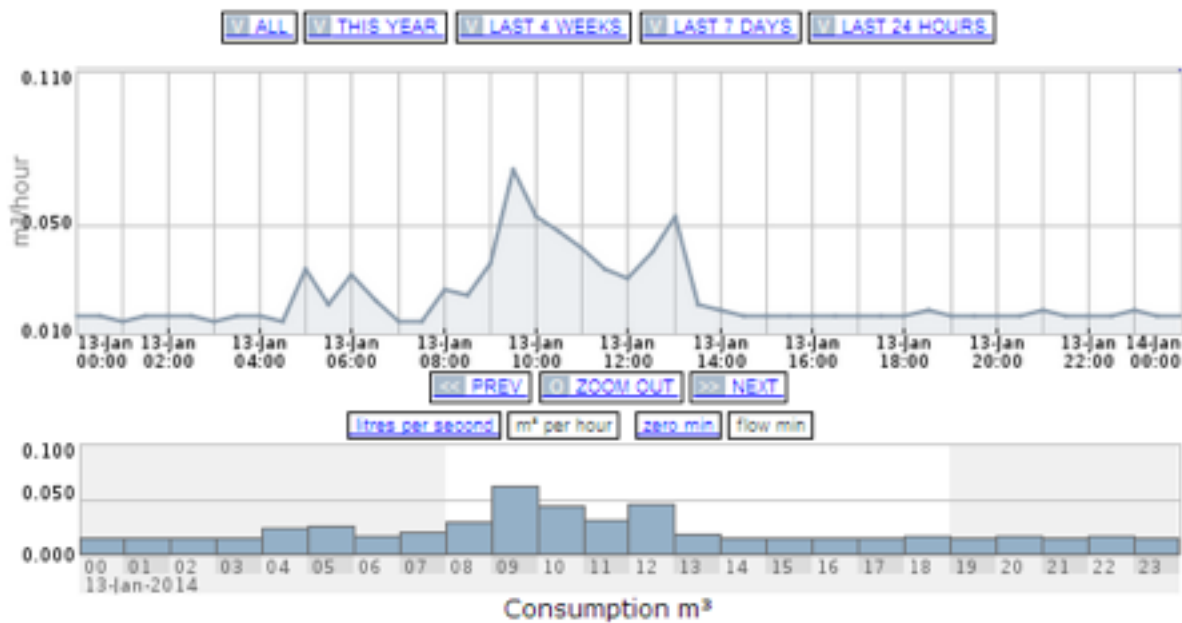 V ALL V THIS YEAR V LAST 4 WEEKS V LAST 7 DAYS V LAST 24 HOURS
0.110
m³/hour
0.050
0.010
13-Jan 13-Jan 13-Jan 13-Jan 13-Jan 13-Jan 13-Jan 13-Jan 13-Jan 13-Jan 13-Jan 13-Jan 14-Jan
00:00 02:00 04:00 06:00 08:00 10:00 12:00 14:00 16:00 18:00 20:00 22:00 00:00
<< PREV O ZOOM OUT >> NEXT
litres per second m³ per hour zero min flow min
0.100
0.050
0.000
00 01 02 03 04 05 06 07 08 09 10 11 12 13 14 15 16 17 18 19 20 21 22 23
13-Jan-2014
Consumption m³